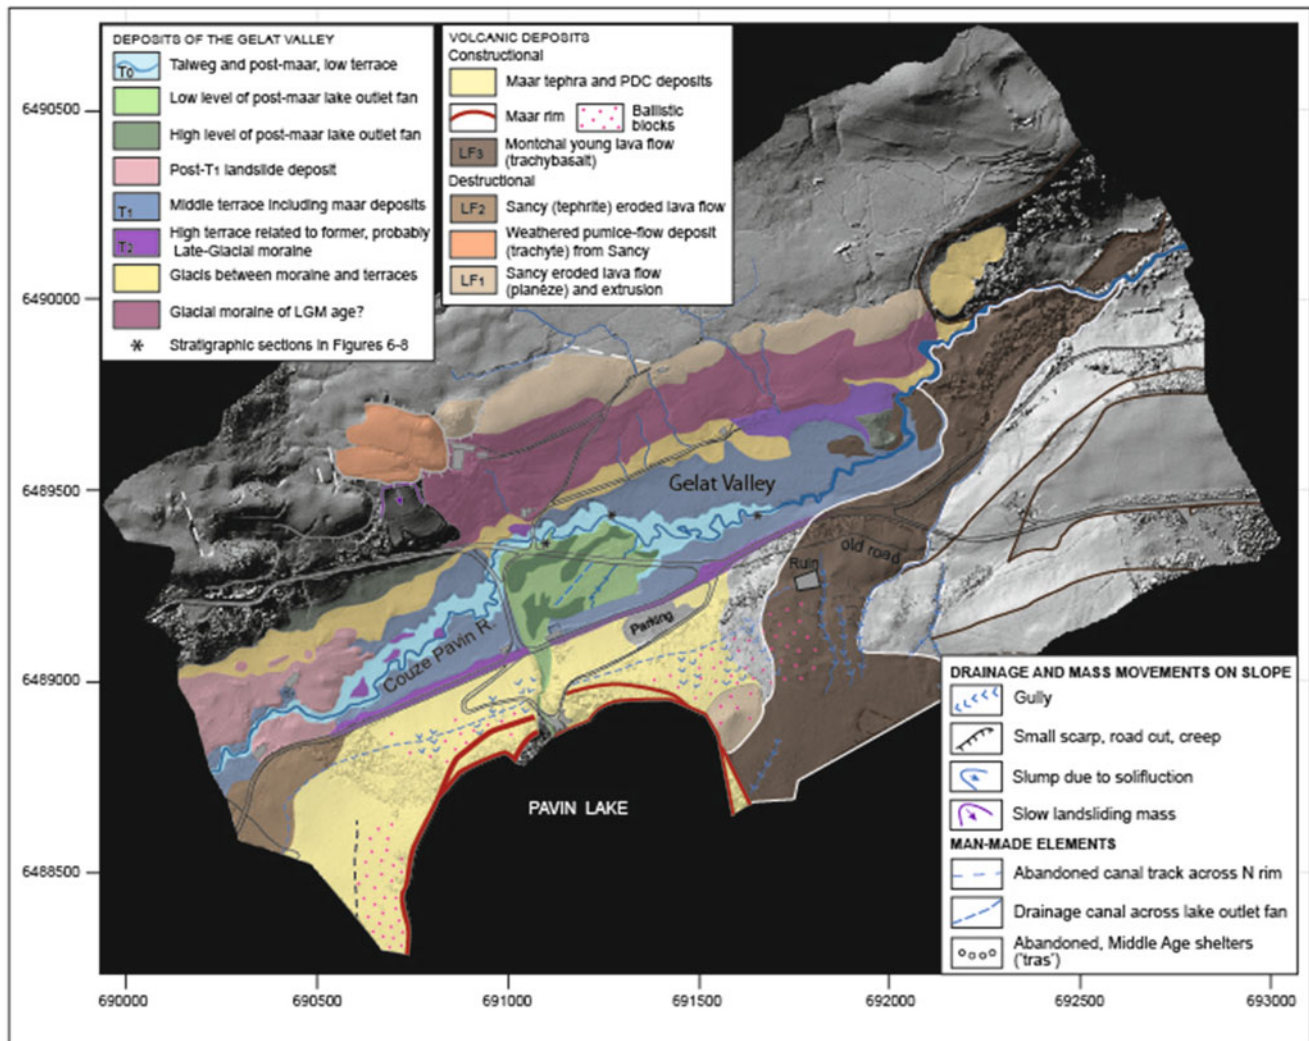 DEPOSITS OF THE GELAT VALLEY
T0
Talweg and post-maar, low terrace
Low level of post-maar lake outlet fan
High level of post-maar lake outlet fan
Post-T1 landslide deposit
T1
Middle terrace including maar deposits
T2
High terrace related to former, probably
Late-Glacial moraine
Glacis between moraine and terraces
Glacial moraine of LGM age?
* Stratigraphic sections in Figures 6-8
VOLCANIC DEPOSITS
Constructional
Maar tephra and PDC deposits
Maar rim
Ballistic
blocks
LF3
Montchal young lava flow
(trachybasalt)
Destructional
LF2
Sancy (tephrite) eroded lava flow
Weathered pumice-flow deposit
(trachyte) from Sancy
LF1
Sancy eroded lava flow
(planèze) and extrusion
6490500
6490000
6489500
6489000
6488500
Gelat Valley
old road
Ruin
Parking
Couze Pavin R.
PAVIN LAKE
DRAINAGE AND MASS MOVEMENTS ON SLOPE
Gully
Small scarp, road cut, creep
Slump due to solifluction
Slow landsliding mass
MAN-MADE ELEMENTS
Abandoned canal track across N rim
Drainage canal across lake outlet fan
Abandoned, Middle Age shelters
("tras")
690000
690500
691000
691500
692000
692500
693000